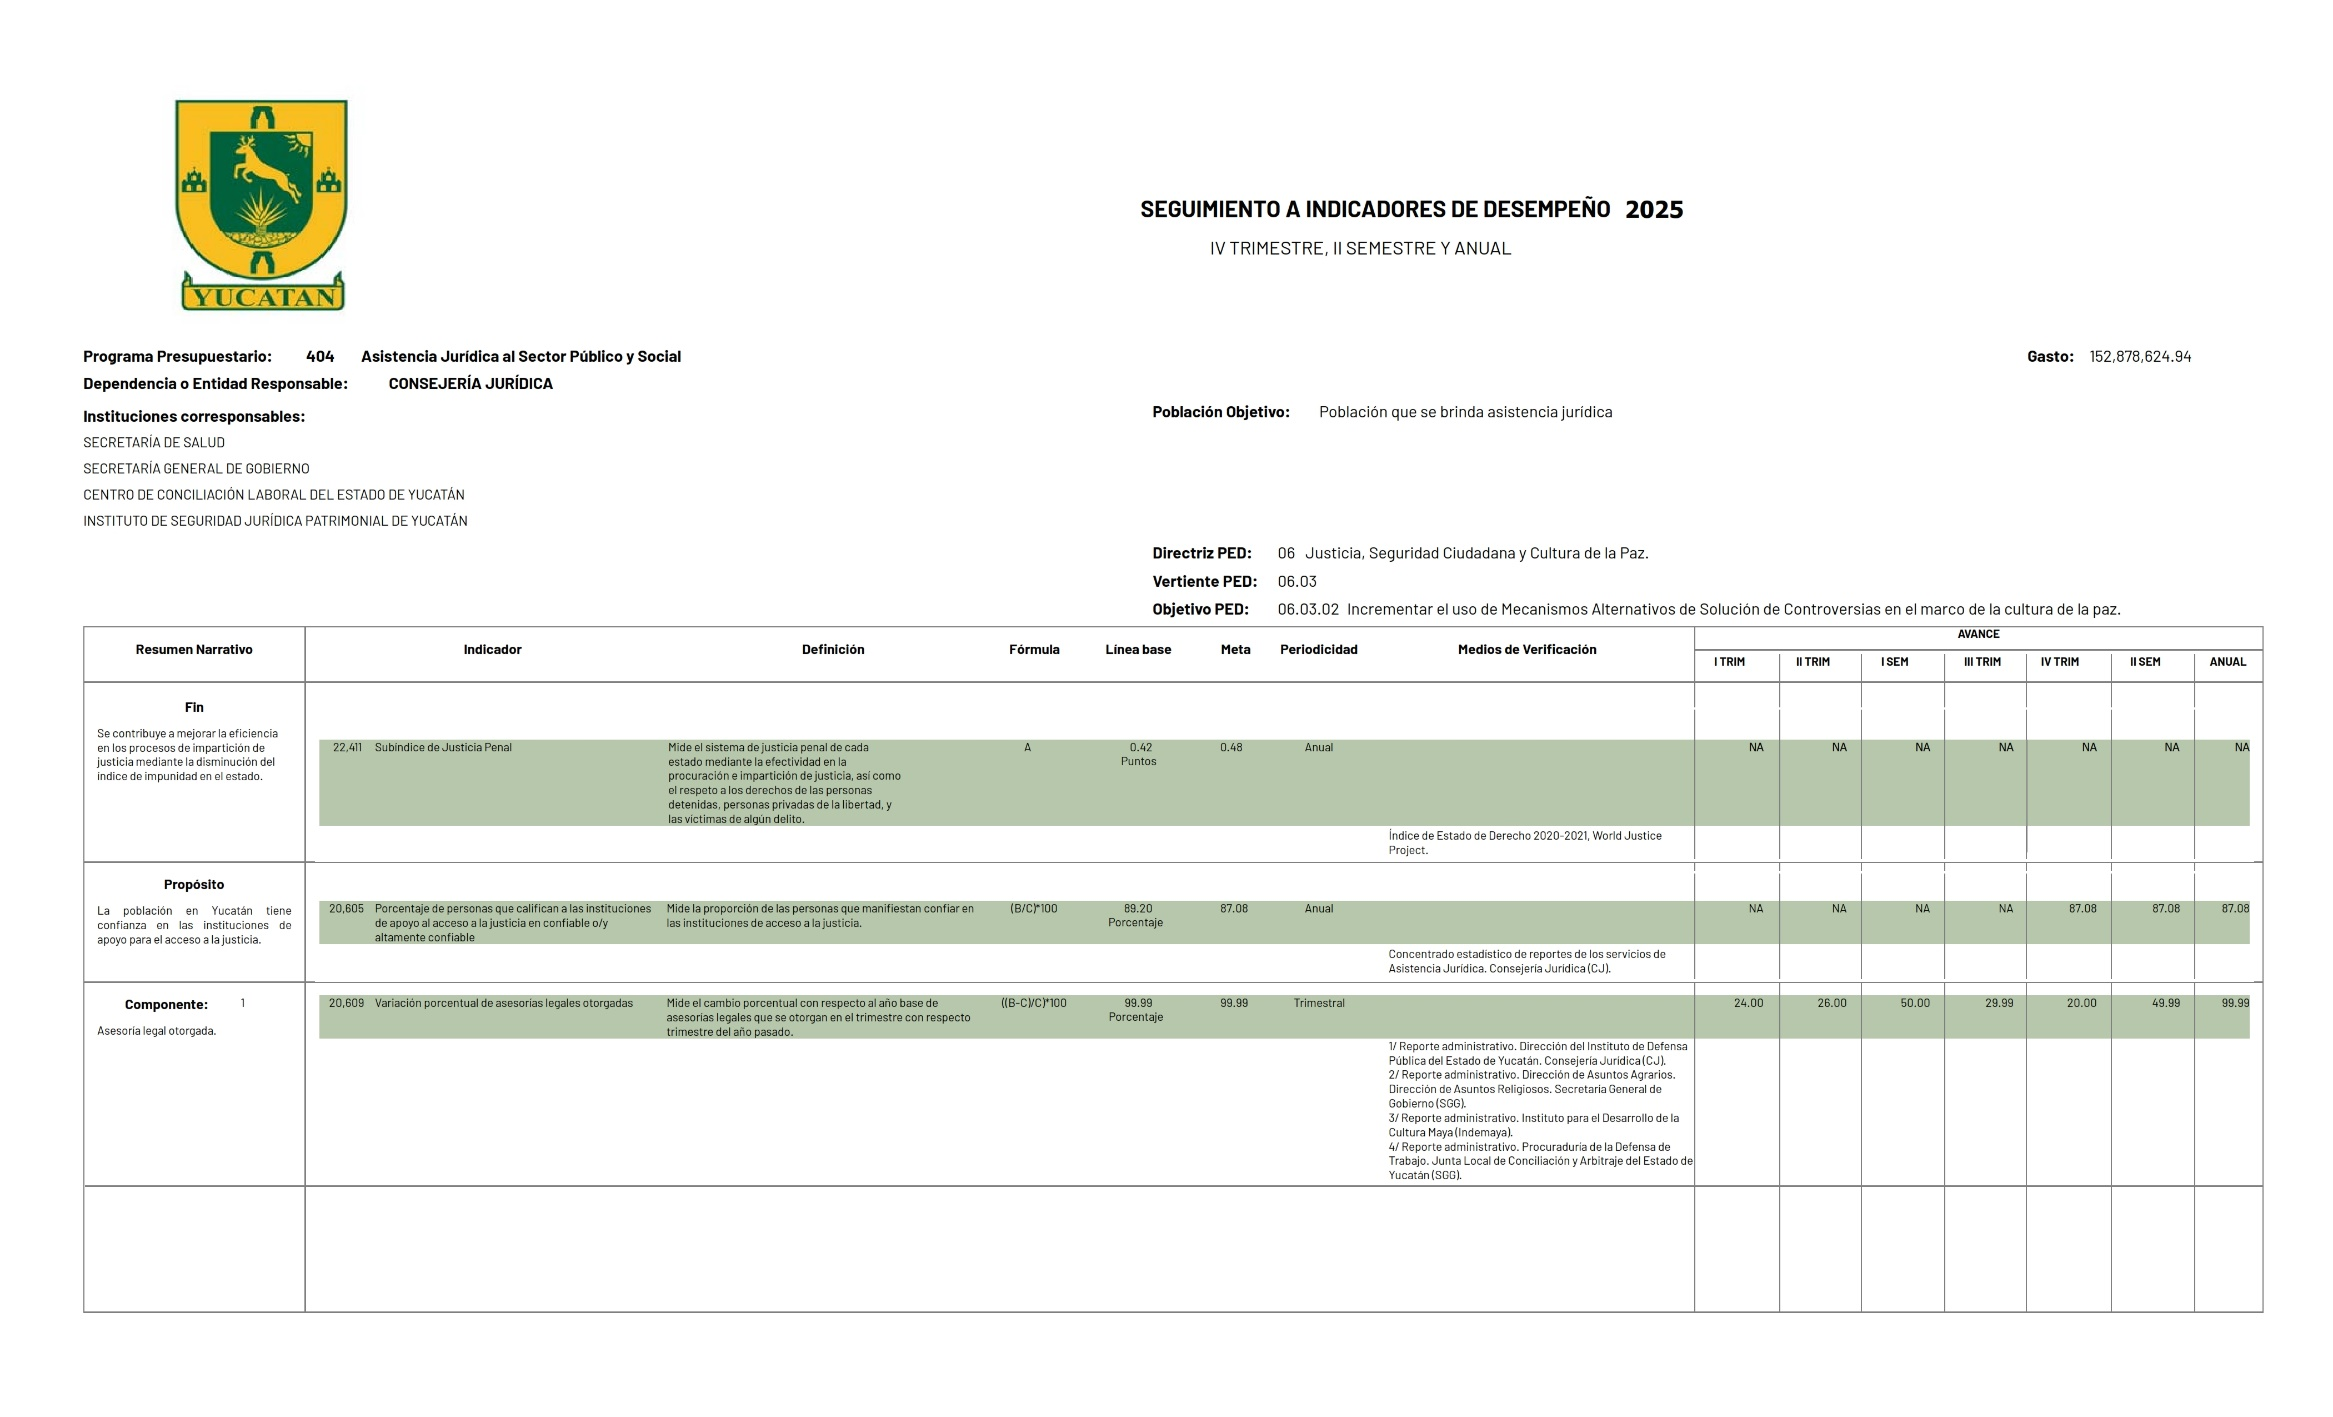 YUCATAN
SEGUIMIENTO A INDICADORES DE DESEMPEÑO 2025
IV TRIMESTRE, II SEMESTRE Y ANUAL
Programa Presupuestario: 404 Asistencia Jurídica al Sector Público y Social
Gasto: 152,878,624.94
Dependencia o Entidad Responsable: CONSEJERÍA JURÍDICA
Instituciones corresponsables:
SECRETARÍA DE SALUD
SECRETARÍA GENERAL DE GOBIERNO
CENTRO DE CONCILIACIÓN LABORAL DEL ESTADO DE YUCATÁN
INSTITUTO DE SEGURIDAD JURÍDICA PATRIMONIAL DE YUCATÁN
Población Objetivo: Población que se brinda asistencia jurídica
Directriz PED: 06 Justicia, Seguridad Ciudadana y Cultura de la Paz.
Vertiente PED: 06.03
Objetivo PED: 06.03.02 Incrementar el uso de Mecanismos Alternativos de Solución de Controversias en el marco de la cultura de la paz.
Resumen Narrativo Indicador Definición Fórmula Línea base Meta Periodicidad Medios de Verificación AVANCE
I TRIM II TRIM I SEM III TRIM IV TRIM II SEM ANUAL
Fin
Se contribuye a mejorar la eficiencia
en los procesos de impartición de
justicia mediante la disminución del
índice de impunidad en el estado.
22,411 Subíndice de Justicia Penal
Mide el sistema de justicia penal de cada
estado mediante la efectividad en la
procuración e impartición de justicia, así como
el respeto a los derechos de las personas
detenidas, personas privadas de la libertad, y
las víctimas de algún delito.
A
0.42
Puntos
0.48
Anual
NA NA NA NA NA NA NA
Índice de Estado de Derecho 2020-2021, World Justice
Project.
Propósito
La población en Yucatán tiene
confianza en las instituciones de
apoyo para el acceso a la justicia.
20,605 Porcentaje de personas que califican a las instituciones
de apoyo al acceso a la justicia en confiable o/y
altamente confiable
Mide la proporción de las personas que manifiestan confiar en
las instituciones de acceso a la justicia.
(B/C)*100
89.20
Porcentaje
87.08
Anual
NA NA NA NA 87.08 87.08 87.08
Concentrado estadístico de reportes de los servicios de
Asistencia Jurídica. Consejería Jurídica (CJ).
Componente: 1
Asesoría legal otorgada.
20,609 Variación porcentual de asesorías legales otorgadas
Mide el cambio porcentual con respecto al año base de
asesorías legales que se otorgan en el trimestre con respecto
trimestre del año pasado.
((B-C)/C)*100
99.99
Porcentaje
99.99
Trimestral
24.00 26.00 50.00 29.99 20.00 49.99 99.99
1/ Reporte administrativo. Dirección del Instituto de Defensa
Pública del Estado de Yucatán. Consejería Jurídica (CJ).
2/ Reporte administrativo. Dirección de Asuntos Agrarios.
Dirección de Asuntos Religiosos. Secretaría General de
Gobierno (SGG).
3/ Reporte administrativo. Instituto para el Desarrollo de la
Cultura Maya (Indemaya).
4/ Reporte administrativo. Procuraduría de la Defensa de
Trabajo. Junta Local de Conciliación y Arbitraje del Estado de
Yucatán (SGG).